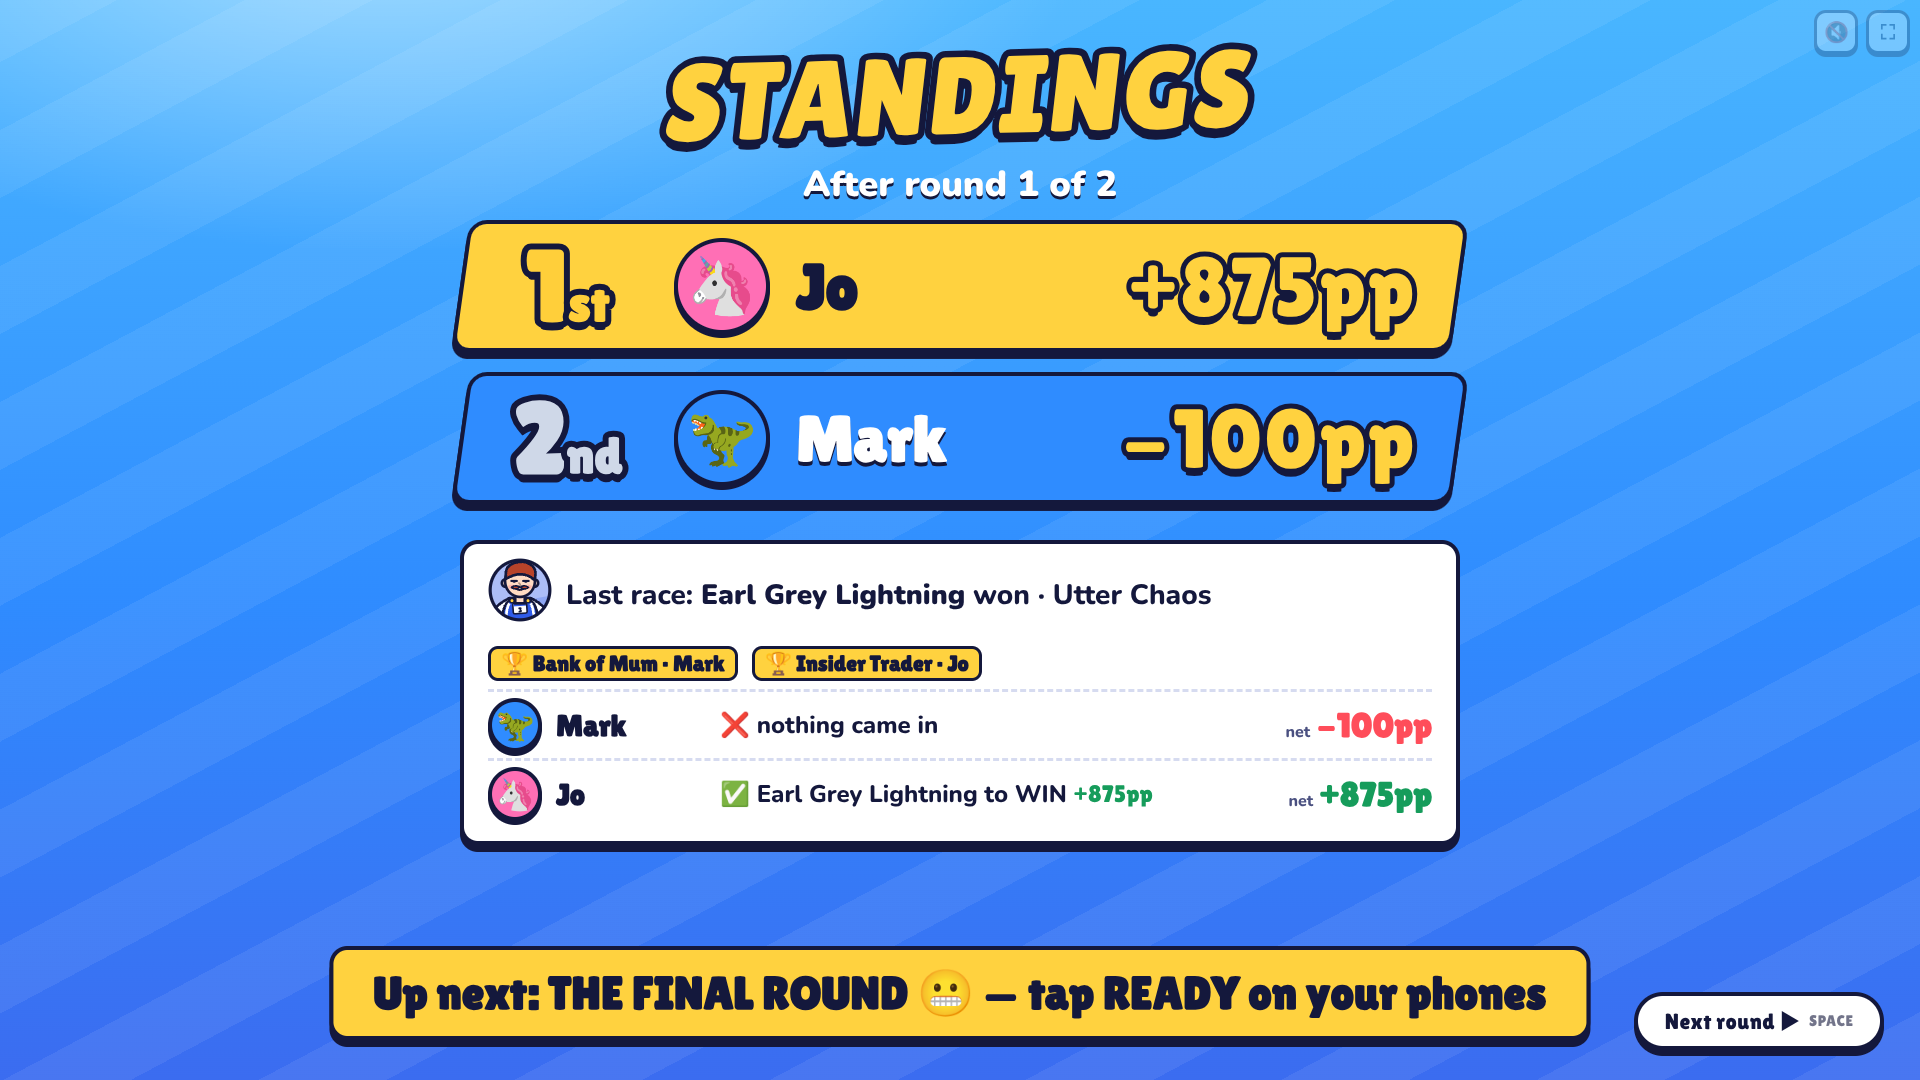 STANDINGS
After round 1 of 2
1st Jo +875pp
2nd Mark -100pp
Last race: Earl Grey Lightning won · Utter Chaos
🏆 Bank of Mum · Mark 🏆 Insider Trader · Jo
Mark ❌ nothing came in net -100pp
Jo ✅ Earl Grey Lightning to WIN +875pp net +875pp
Up next: THE FINAL ROUND 😬 — tap READY on your phones
Next round ▶ SPACE